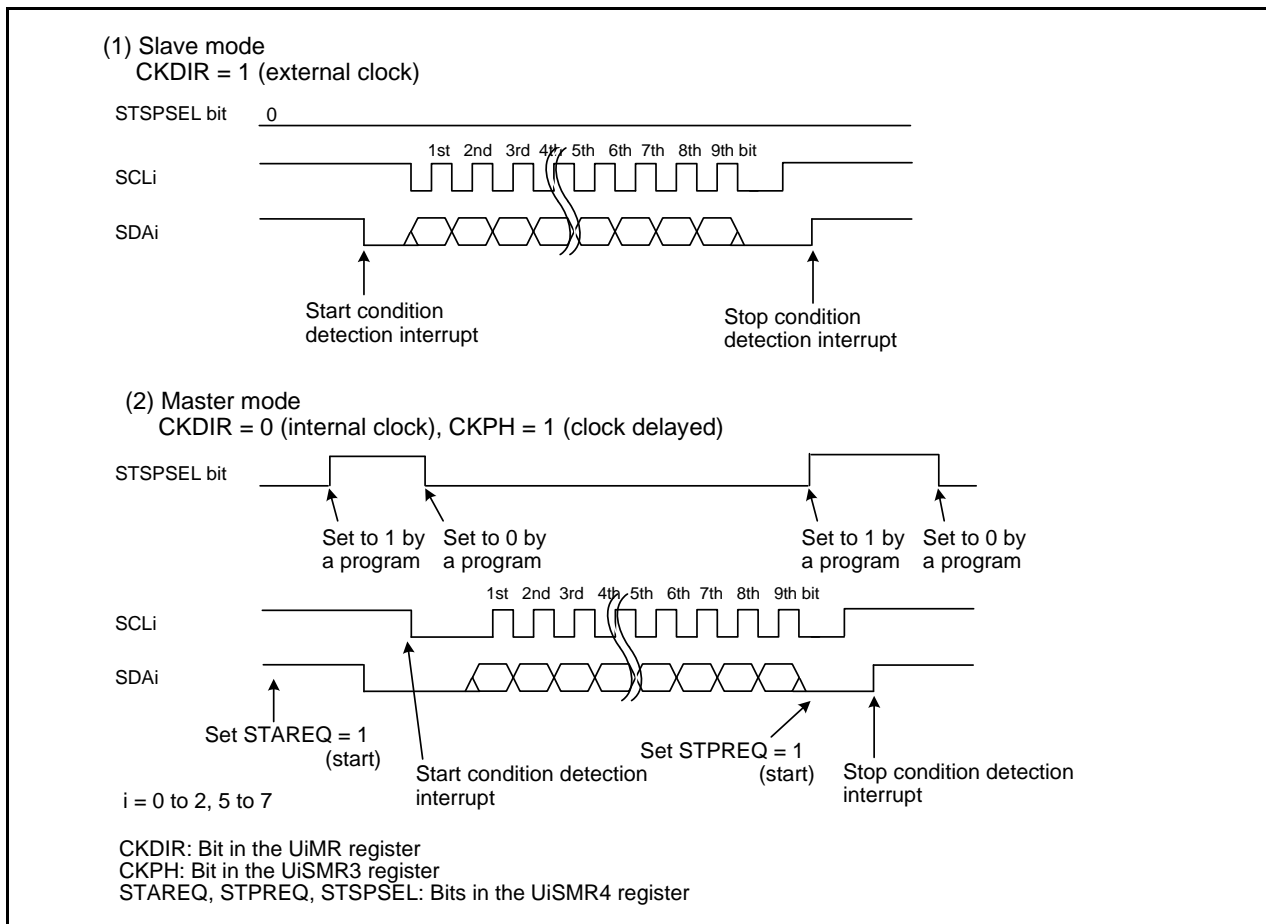 (1) Slave mode
CKDIR = 1 (external clock)
STSPSEL bit 0
1st 2nd 3rd 4th 5th 6th 7th 8th 9th bit
SCLi
SDAi
Start condition
detection interrupt
Stop condition
detection interrupt
(2) Master mode
CKDIR = 0 (internal clock), CKPH = 1 (clock delayed)
STSPSEL bit
Set to 1 by
a program
Set to 0 by
a program
Set to 1 by
a program
Set to 0 by
a program
1st 2nd 3rd 4th 5th 6th 7th 8th 9th bit
SCLi
SDAi
Set STAREQ = 1
(start)
Start condition detection
interrupt
Set STPREQ = 1
(start)
Stop condition detection
interrupt
i = 0 to 2, 5 to 7
CKDIR: Bit in the UiMR register
CKPH: Bit in the UiSMR3 register
STAREQ, STPREQ, STSPSEL: Bits in the UiSMR4 register